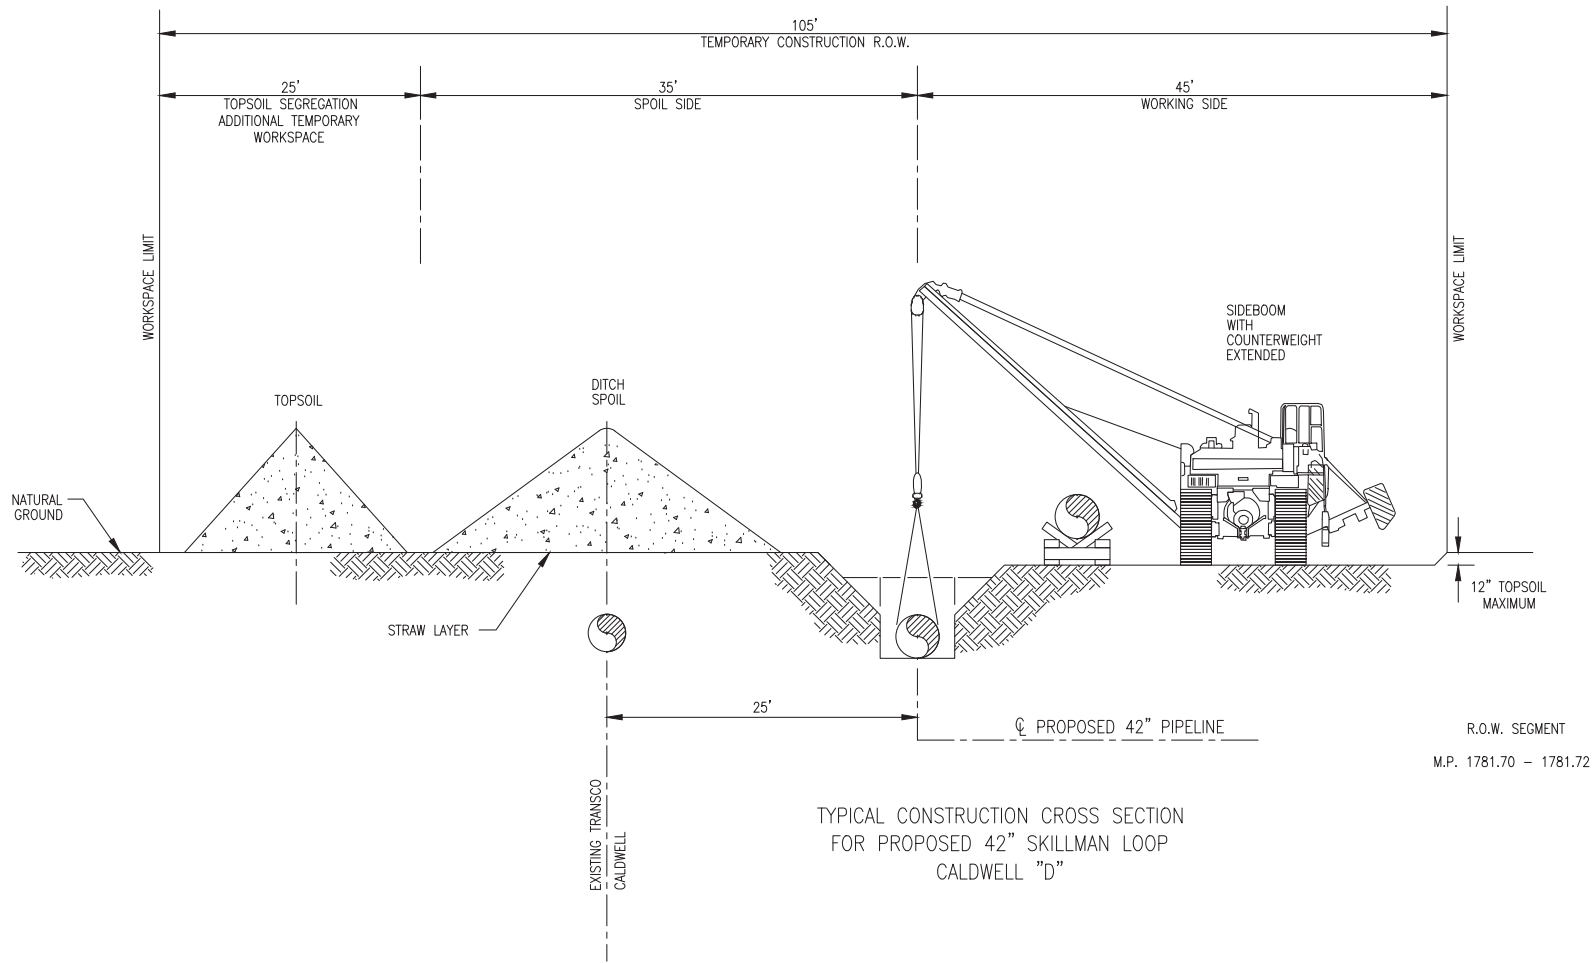 105'
TEMPORARY CONSTRUCTION R.O.W.
25'
TOPSOIL SEGREGATION
ADDITIONAL TEMPORARY
WORKSPACE
35'
SPOIL SIDE
45'
WORKING SIDE
WORKSPACE LIMIT
WORKSPACE LIMIT
SIDEBOOM
WITH
COUNTERWEIGHT
EXTENDED
TOPSOIL
DITCH
SPOIL
NATURAL
GROUND
STRAW LAYER
12" TOPSOIL
MAXIMUM
25'
℄ PROPOSED 42" PIPELINE
R.O.W. SEGMENT
M.P. 1781.70 – 1781.72
EXISTING TRANSCO
CALDWELL
TYPICAL CONSTRUCTION CROSS SECTION
FOR PROPOSED 42" SKILLMAN LOOP
CALDWELL "D"